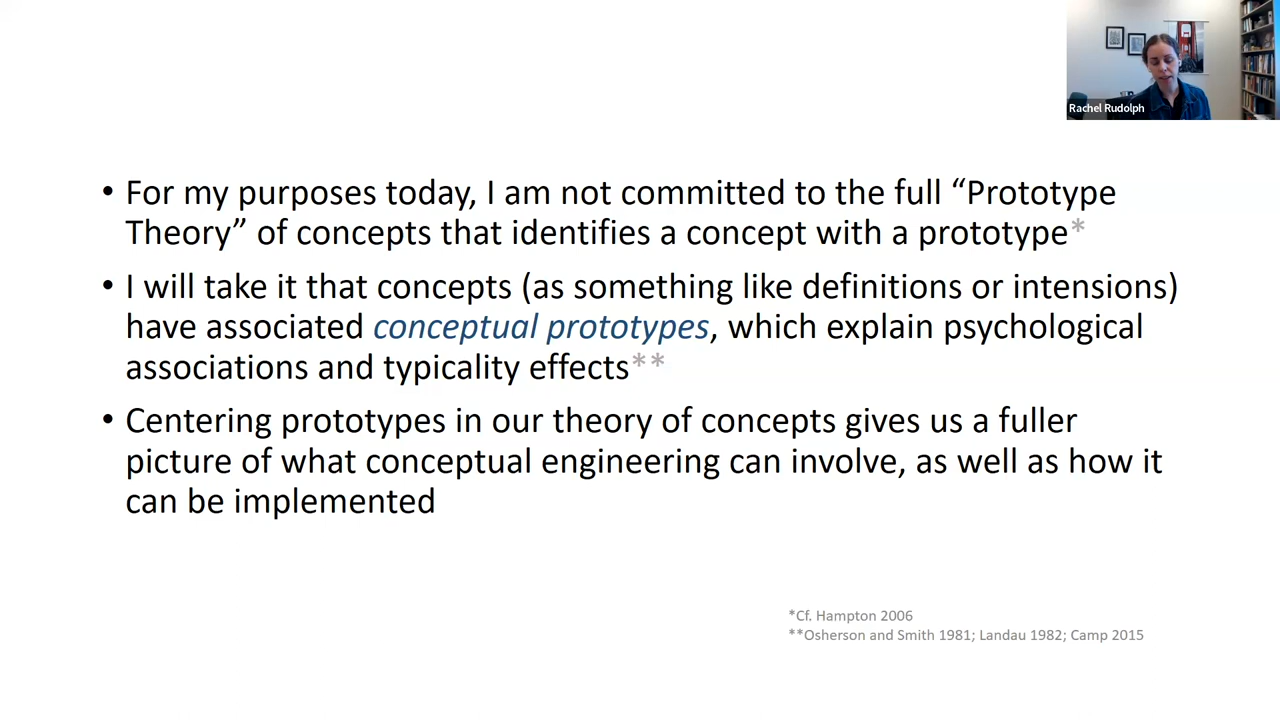 Rachel Rudolph
• For my purposes today, I am not committed to the full “Prototype
Theory” of concepts that identifies a concept with a prototype*
• I will take it that concepts (as something like definitions or intensions)
have associated conceptual prototypes, which explain psychological
associations and typicality effects**
• Centering prototypes in our theory of concepts gives us a fuller
picture of what conceptual engineering can involve, as well as how it
can be implemented
*Cf. Hampton 2006
**Osherson and Smith 1981; Landau 1982; Camp 2015